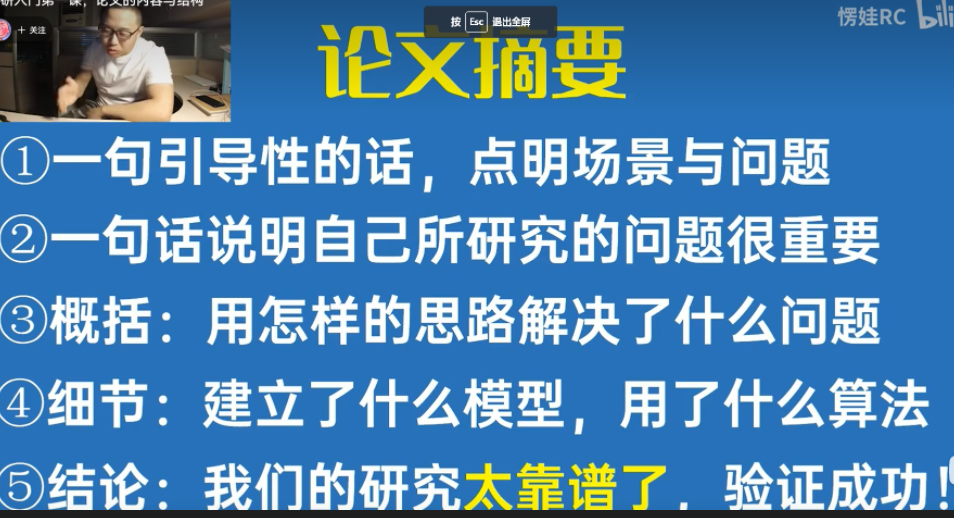 研入门第一课，论文的内容与结构
+ 关注
按 Esc 退出全屏
愣娃RC bili
论文摘要
①一句引导性的话，点明场景与问题
②一句话说明自己所研究的问题很重要
③概括：用怎样的思路解决了什么问题
④细节：建立了什么模型，用了什么算法
⑤结论：我们的研究太靠谱了，验证成功！